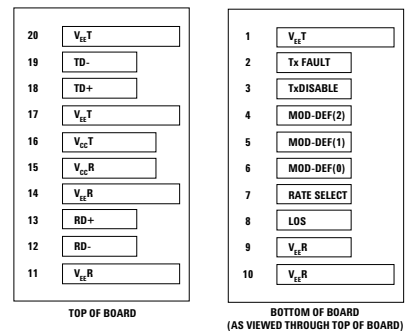 20 VEET
19 TD-
18 TD+
17 VEET
16 VCCT
15 VCCR
14 VEER
13 RD+
12 RD-
11 VEER
TOP OF BOARD
1 VEET
2 Tx FAULT
3 TxDISABLE
4 MOD-DEF(2)
5 MOD-DEF(1)
6 MOD-DEF(0)
7 RATE SELECT
8 LOS
9 VEER
10 VEER
BOTTOM OF BOARD
(AS VIEWED THROUGH TOP OF BOARD)